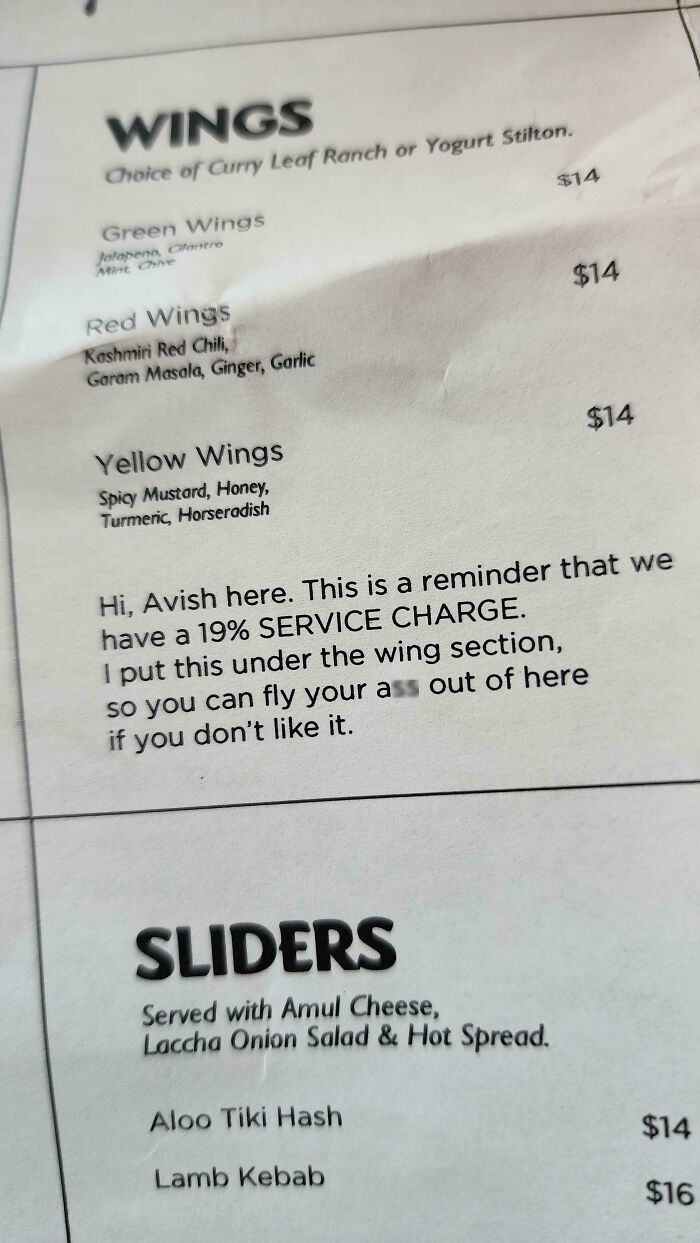 WINGS
Choice of Curry Leaf Ranch or Yogurt Stilton.
Green Wings $14
Jalapeno, Cilantro
Mint, Chive
Red Wings $14
Kashmiri Red Chili,
Garam Masala, Ginger, Garlic
Yellow Wings $14
Spicy Mustard, Honey,
Turmeric, Horseradish
Hi, Avish here. This is a reminder that we
have a 19% SERVICE CHARGE.
I put this under the wing section,
so you can fly your ass out of here
if you don't like it.
SLIDERS
Served with Amul Cheese,
Laccha Onion Salad & Hot Spread.
Aloo Tiki Hash $14
Lamb Kebab $16